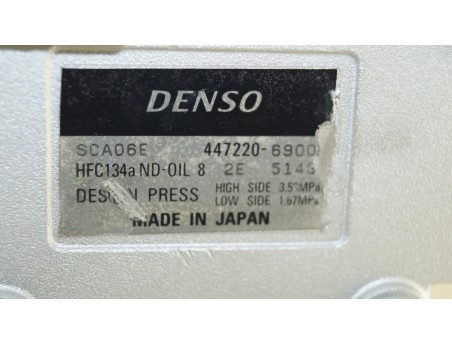 DENSO
SCA06E 447220-6900
HFC134a ND-OIL 8 2E 5143
DESIGN PRESS HIGH SIDE 3.53MPa
LOW SIDE 1.67MPa
MADE IN JAPAN